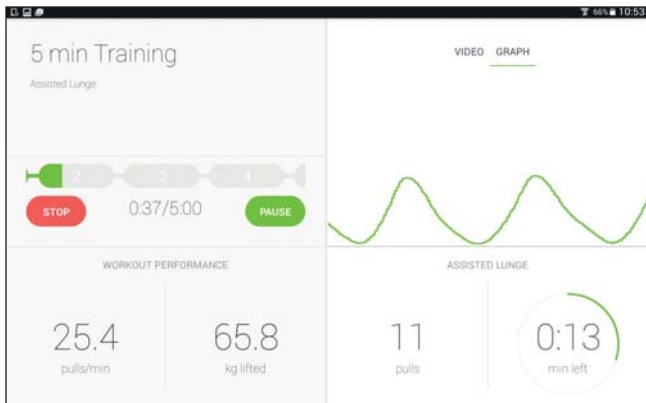 66% 10:53
5 min Training
Assisted Lunge
VIDEO GRAPH
2 3 4
STOP 0:37/5:00 PAUSE
WORKOUT PERFORMANCE
25.4
pulls/min
65.8
kg lifted
ASSISTED LUNGE
11
pulls
0:13
min left